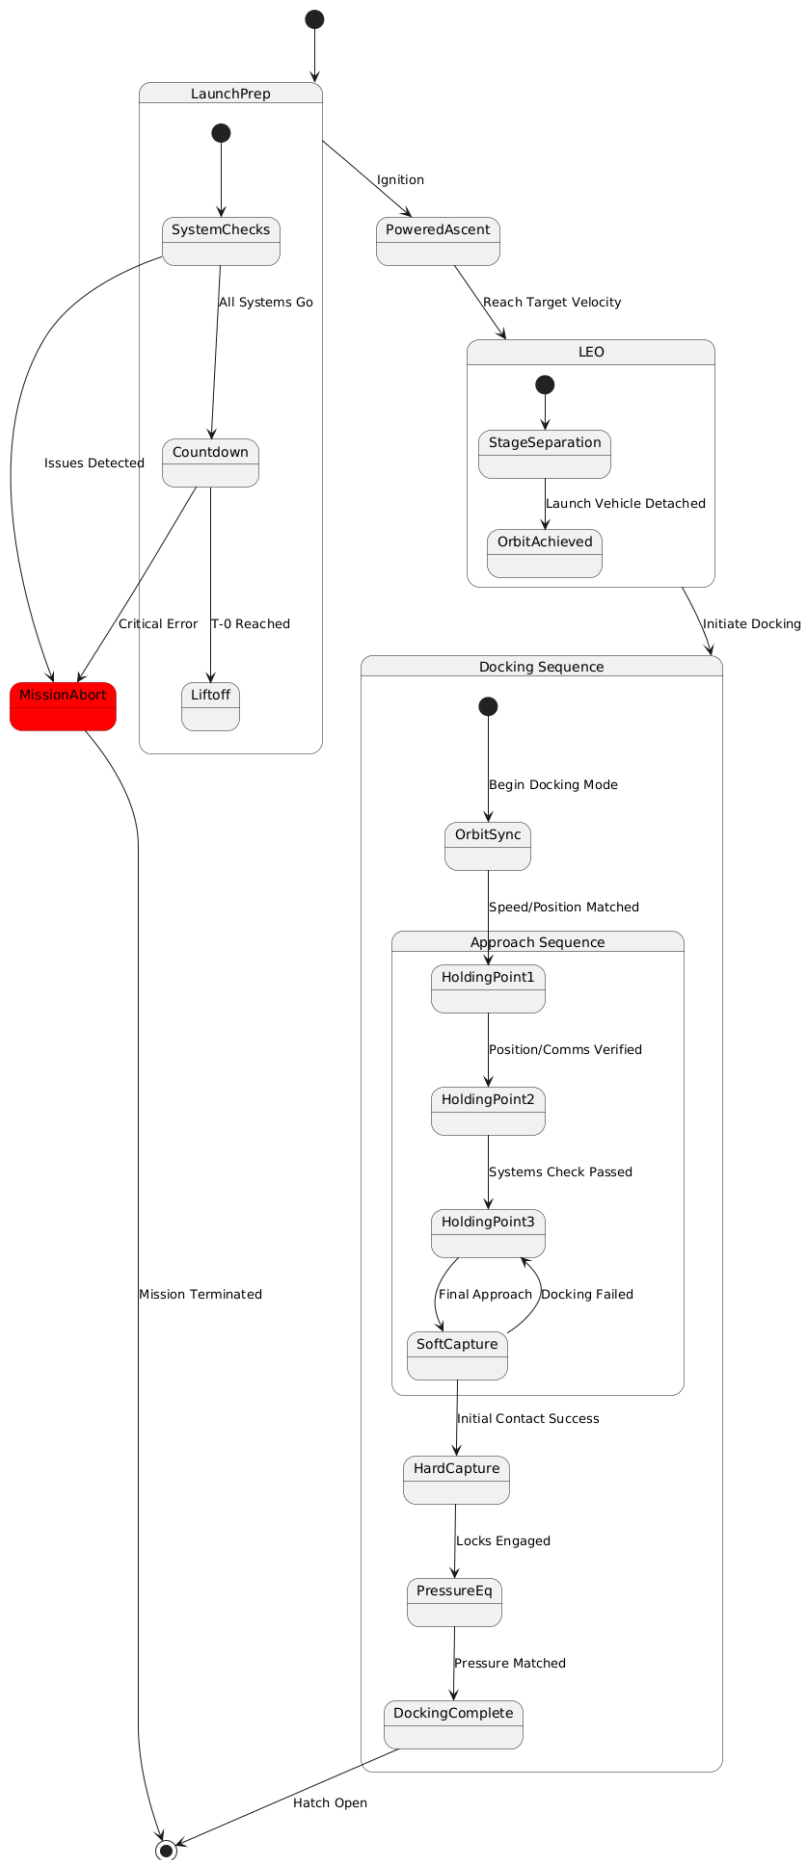 LaunchPrep
Ignition
SystemChecks
PoweredAscent
All Systems Go
Reach Target Velocity
LEO
StageSeparation
Countdown
Issues Detected
Launch Vehicle Detached
OrbitAchieved
Critical Error
T-0 Reached
Initiate Docking
Docking Sequence
MissionAbort
Liftoff
Begin Docking Mode
OrbitSync
Speed/Position Matched
Approach Sequence
HoldingPoint1
Position/Comms Verified
HoldingPoint2
Systems Check Passed
HoldingPoint3
Mission Terminated
Final Approach
Docking Failed
SoftCapture
Initial Contact Success
HardCapture
Locks Engaged
PressureEq
Pressure Matched
DockingComplete
Hatch Open